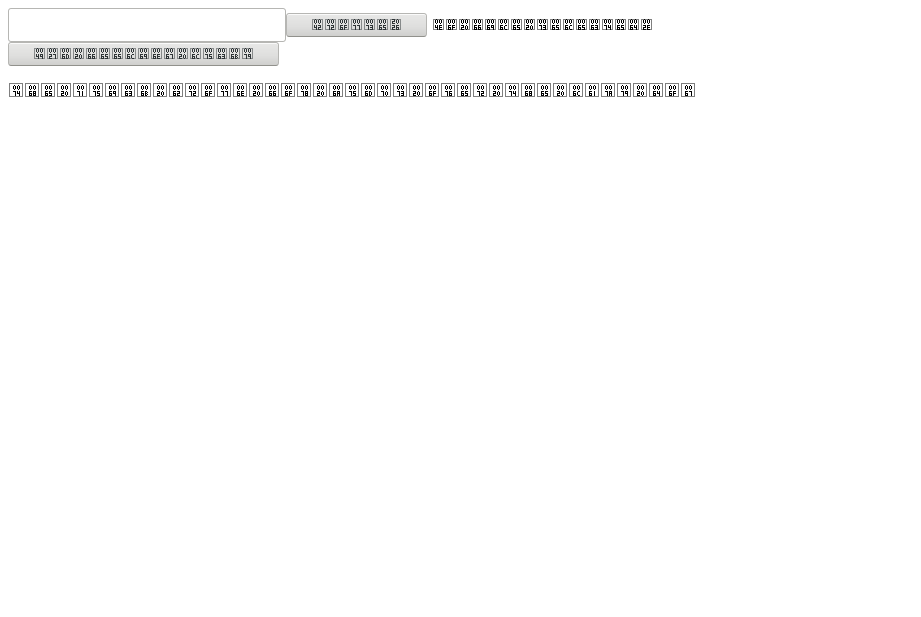 Browse… No file selected.
I'm feeling lucky
the quick brown fox jumps over the lazy dog